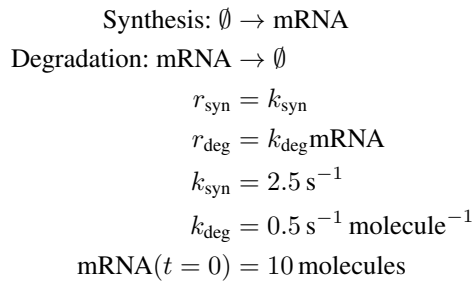 Synthesis: ∅ → mRNA
Degradation: mRNA → ∅
r_syn = k_syn
r_deg = k_deg mRNA
k_syn = 2.5 s⁻¹
k_deg = 0.5 s⁻¹ molecule⁻¹
mRNA(t = 0) = 10 molecules